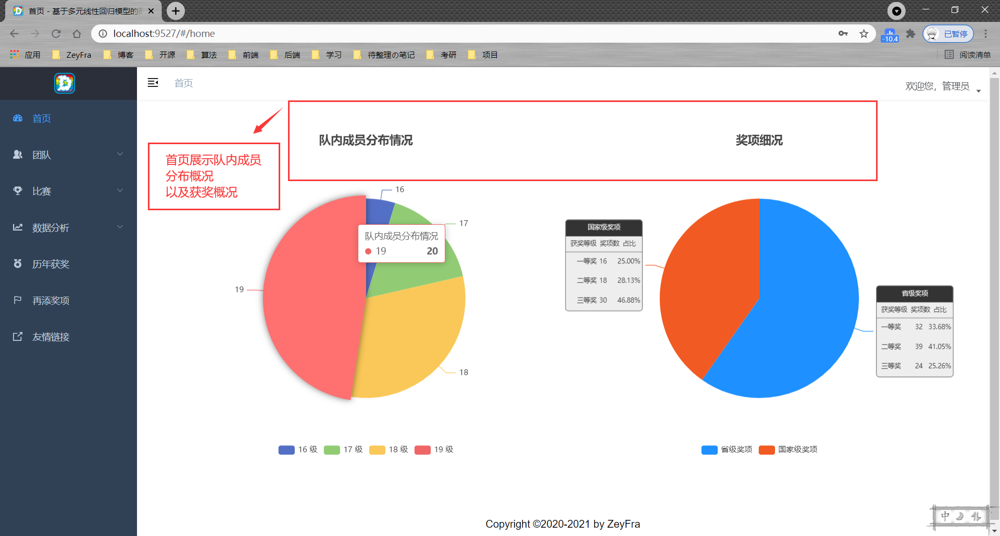 首页 - 基于多元线性回归模型的
localhost:9527/#/home
-10.4
已暂停
应用
ZeyFra
博客
开源
算法
前端
后端
学习
待整理の笔记
考研
项目
阅读清单
首页
欢迎您，管理员
首页
团队
比赛
数据分析
历年获奖
再添奖项
友情链接
首页展示队内成员
分布概况
以及获奖概况
队内成员分布情况
奖项细况
16
17
队内成员分布情况
19 20
19
18
16 级 17 级 18 级 19 级
国家级奖项
获奖等级 奖项数 占比
一等奖 16 25.00%
二等奖 18 28.13%
三等奖 30 46.88%
省级奖项
获奖等级 奖项数 占比
一等奖 32 33.68%
二等奖 39 41.05%
三等奖 24 25.26%
省级奖项 国家级奖项
Copyright ©2020-2021 by ZeyFra
中